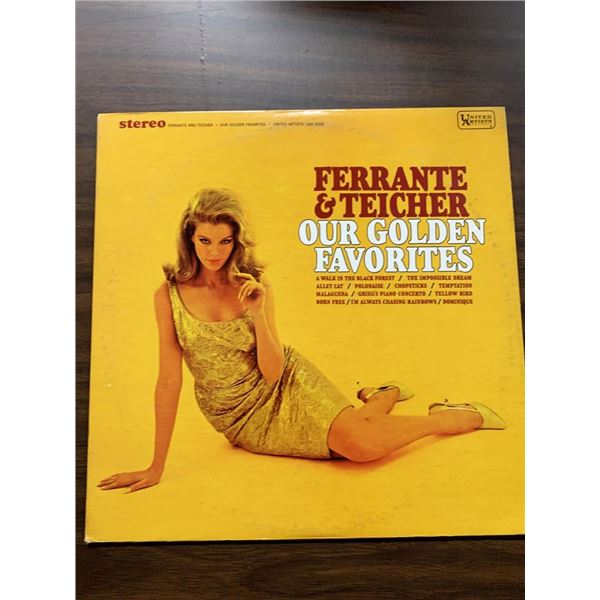 stereo FERRANTE AND TEICHER • OUR GOLDEN FAVORITES • UNITED ARTISTS UAS 6556
UNITED
ARTISTS
FERRANTE
& TEICHER
OUR GOLDEN
FAVORITES
A WALK IN THE BLACK FOREST / THE IMPOSSIBLE DREAM
ALLEY CAT / POLONAISE / CHOPSTICKS / TEMPTATION
MALAGUENA / GRIEG'S PIANO CONCERTO / YELLOW BIRD
BORN FREE / I'M ALWAYS CHASING RAINBOWS / DOMINIQUE